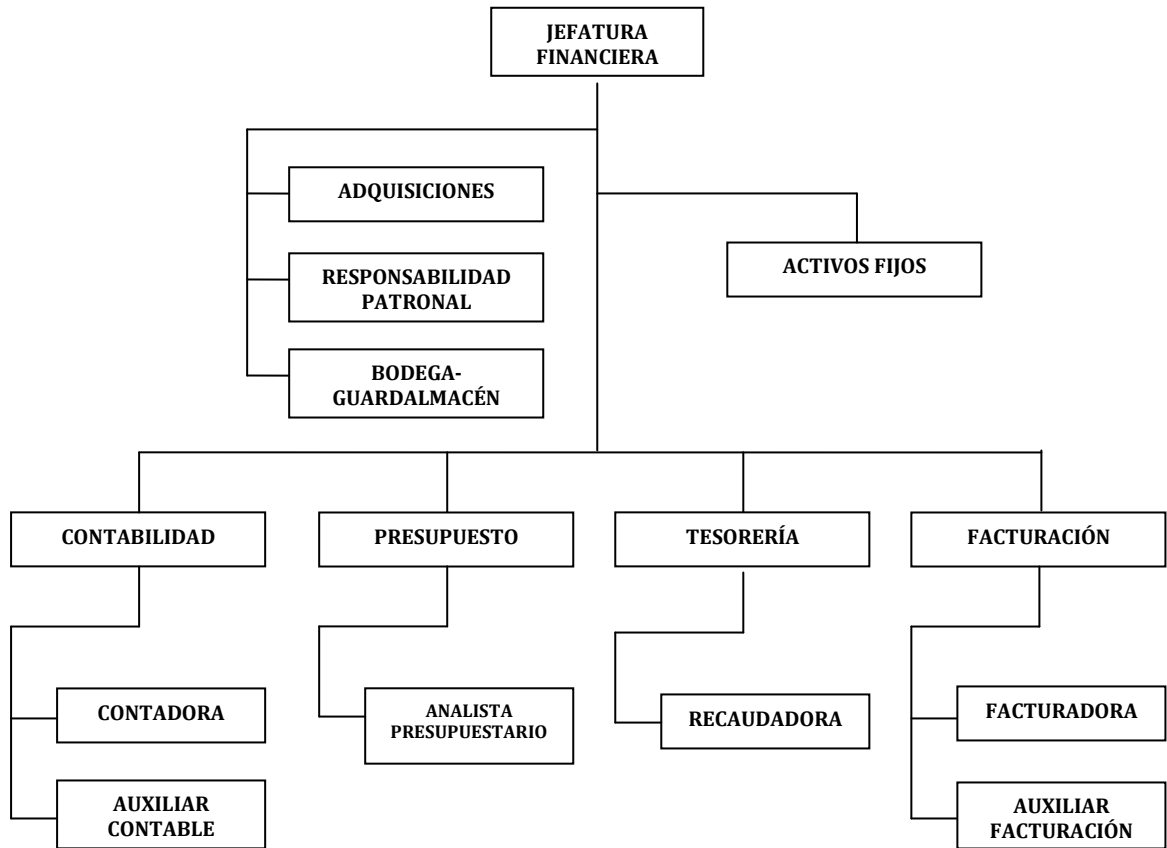 JEFATURA
FINANCIERA
ADQUISICIONES
RESPONSABILIDAD
PATRONAL
BODEGA-
GUARDALMACÉN
ACTIVOS FIJOS
CONTABILIDAD
PRESUPUESTO
TESORERÍA
FACTURACIÓN
CONTADORA
ANALISTA
PRESUPUESTARIO
RECAUDADORA
FACTURADORA
AUXILIAR
CONTABLE
AUXILIAR
FACTURACIÓN